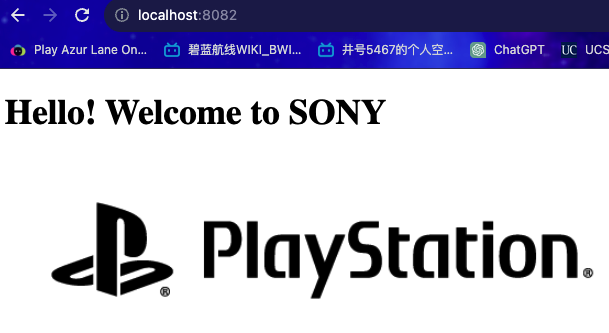 localhost:8082
Play Azur Lane On... 碧蓝航线WIKI_BWI... 井号5467的个人空... ChatGPT UC UCS
Hello! Welcome to SONY
PlayStation®